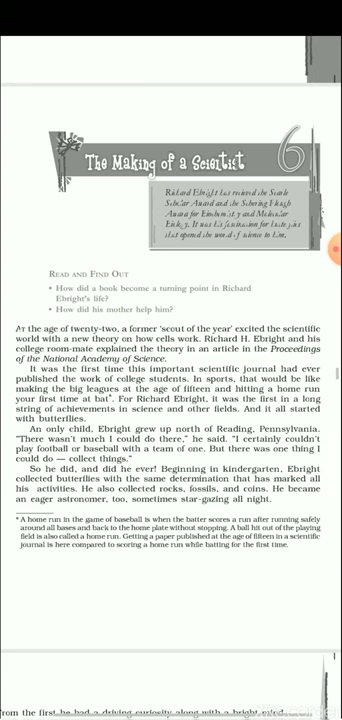 The Making of a Scientist
6
Richard Ebright has recieved the Searle
Scholar Award and the Schering Plough
Award for Biochemistry and Molecular
Biology. It was his fascination for butterflies
that opened the world of science to him.
READ AND FIND OUT
• How did a book become a turning point in Richard
Ebright's life?
• How did his mother help him?
AT the age of twenty-two, a former 'scout of the year' excited the scientific
world with a new theory on how cells work. Richard H. Ebright and his
college room-mate explained the theory in an article in the Proceedings
of the National Academy of Science.
It was the first time this important scientific journal had ever
published the work of college students. In sports, that would be like
making the big leagues at the age of fifteen and hitting a home run
your first time at bat*. For Richard Ebright, it was the first in a long
string of achievements in science and other fields. And it all started
with butterflies.
An only child, Ebright grew up north of Reading, Pennsylvania.
"There wasn't much I could do there," he said. "I certainly couldn't
play football or baseball with a team of one. But there was one thing I
could do — collect things."
So he did, and did he ever! Beginning in kindergarten, Ebright
collected butterflies with the same determination that has marked all
his activities. He also collected rocks, fossils, and coins. He became
an eager astronomer, too, sometimes star-gazing all night.
* A home run in the game of baseball is when the batter scores a run after running safely
around all bases and back to the home plate without stopping. A ball hit out of the playing
field is also called a home run. Getting a paper published at the age of fifteen in a scientific
journal is here compared to scoring a home run while batting for the first time.
from the first he had a driving curiosity along with a bright mind